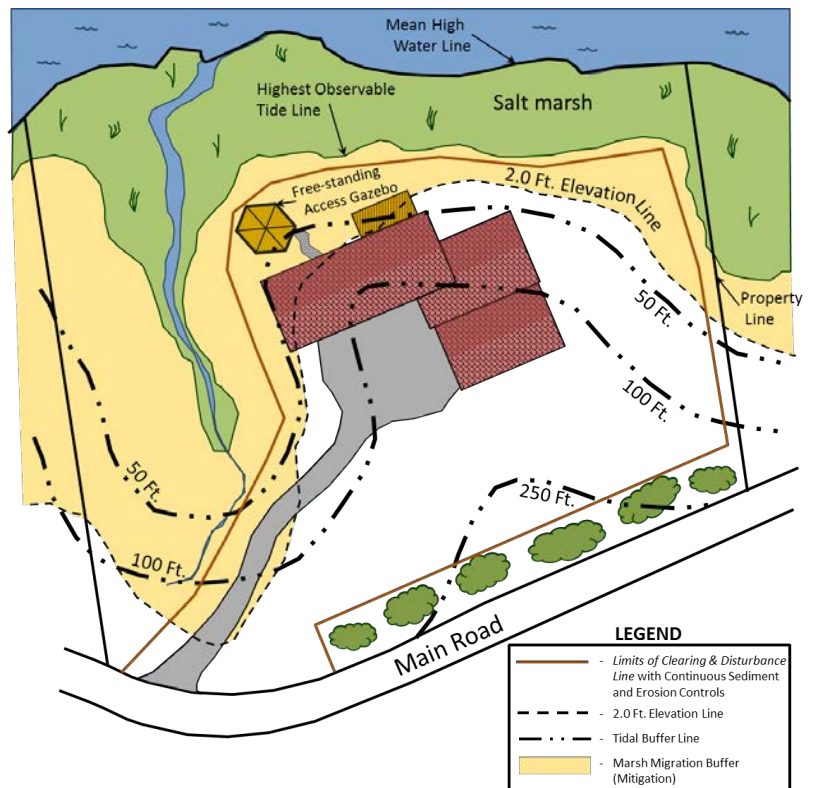 Mean High
Water Line
Highest Observable
Tide Line
Salt marsh
Free-standing
Access Gazebo
2.0 Ft. Elevation Line
50 Ft.
Property
Line
100 Ft.
50 Ft.
250 Ft.
100 Ft.
Main Road
LEGEND
- Limits of Clearing & Disturbance
Line with Continuous Sediment
and Erosion Controls
- 2.0 Ft. Elevation Line
- Tidal Buffer Line
- Marsh Migration Buffer
(Mitigation)